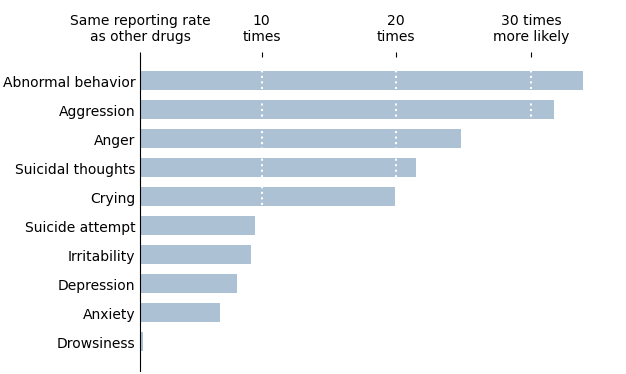 Same reporting rate
as other drugs
10
times
20
times
30 times
more likely
Abnormal behavior
Aggression
Anger
Suicidal thoughts
Crying
Suicide attempt
Irritability
Depression
Anxiety
Drowsiness